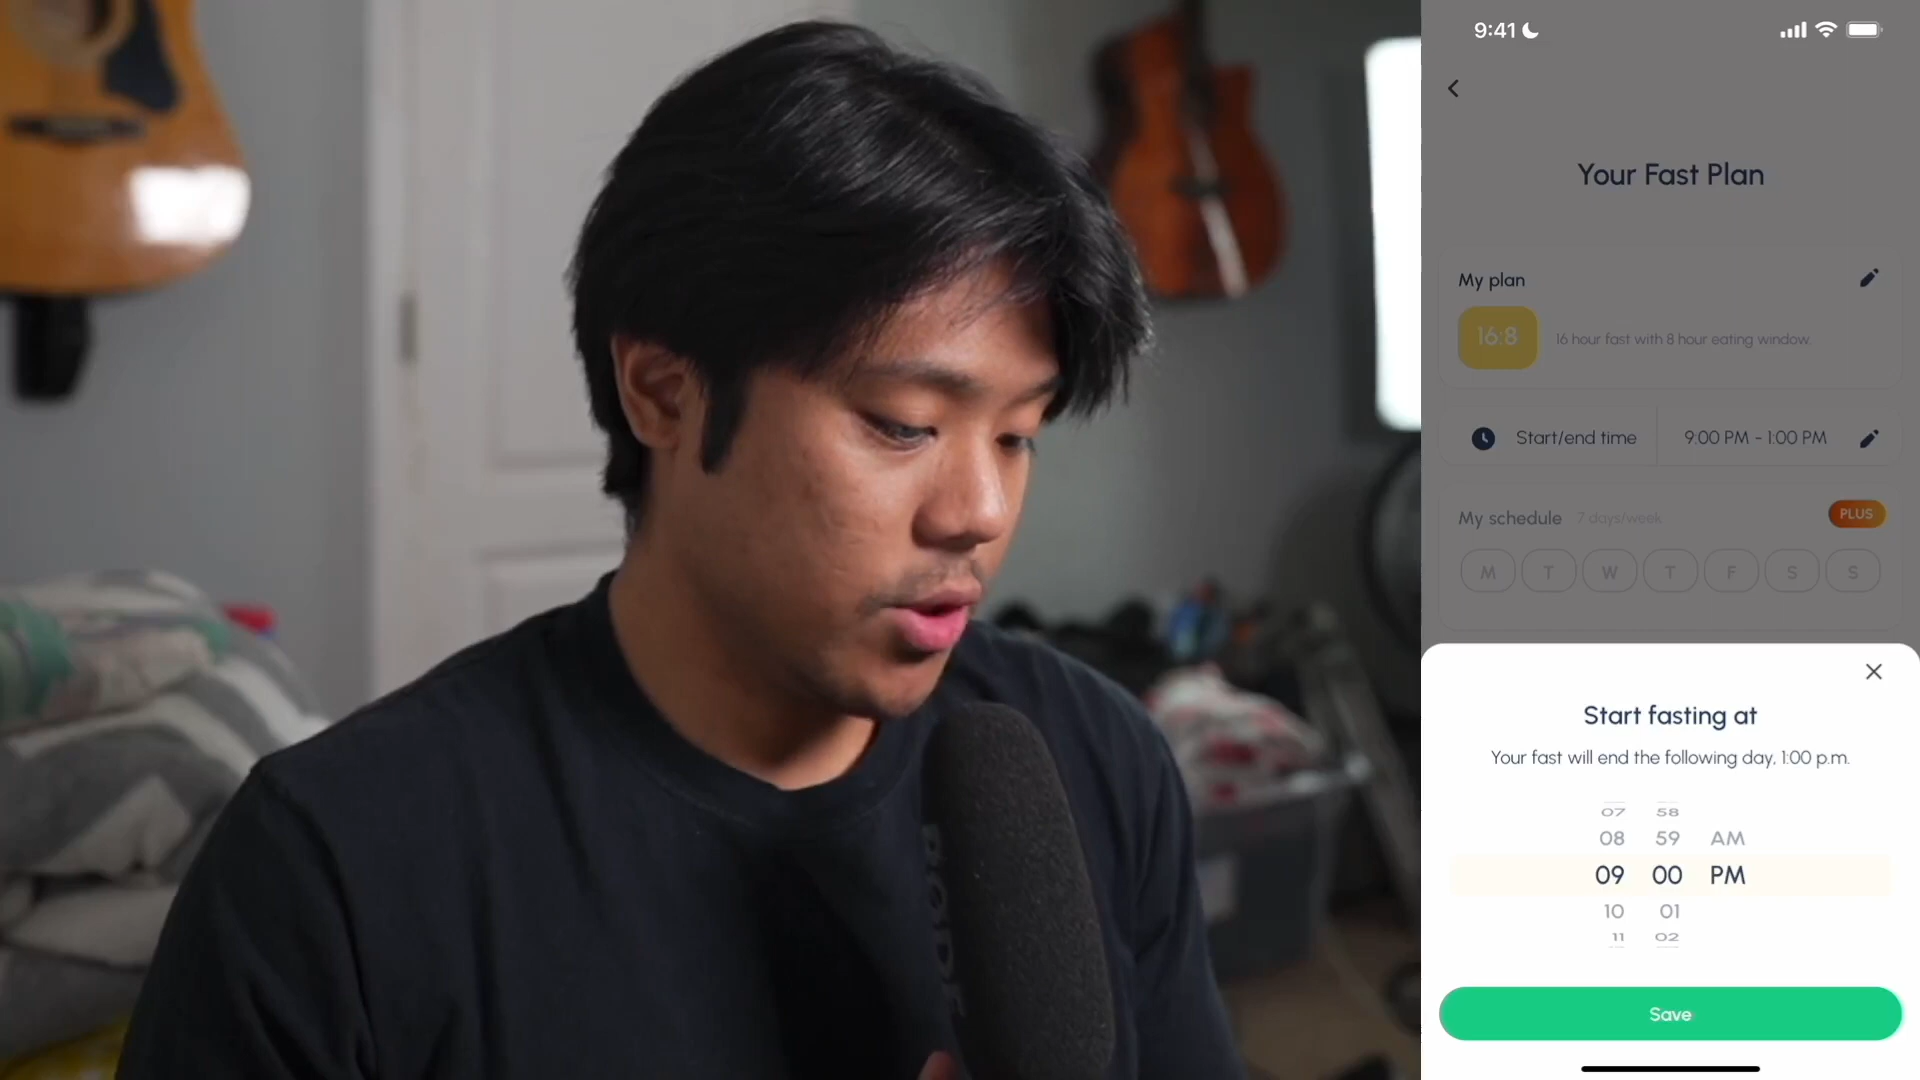 9:41
Your Fast Plan
My plan
16:8
16 hour fast with 8 hour eating window.
Start/end time
9:00 PM - 1:00 PM
My schedule 7 days/week
PLUS
M T W T F S S
Start fasting at
Your fast will end the following day, 1:00 p.m.
07 58
08 59 AM
09 00 PM
10 01
11 02
Save
RODE